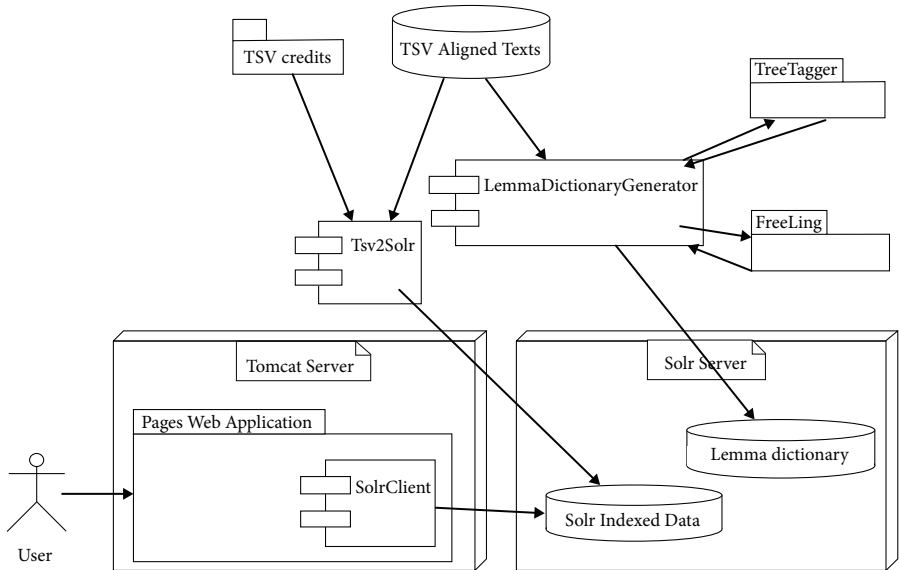 TSV credits
TSV Aligned Texts
TreeTagger
LemmaDictionaryGenerator
FreeLing
Tsv2Solr
Tomcat Server
Solr Server
Pages Web Application
Lemma dictionary
SolrClient
Solr Indexed Data
User